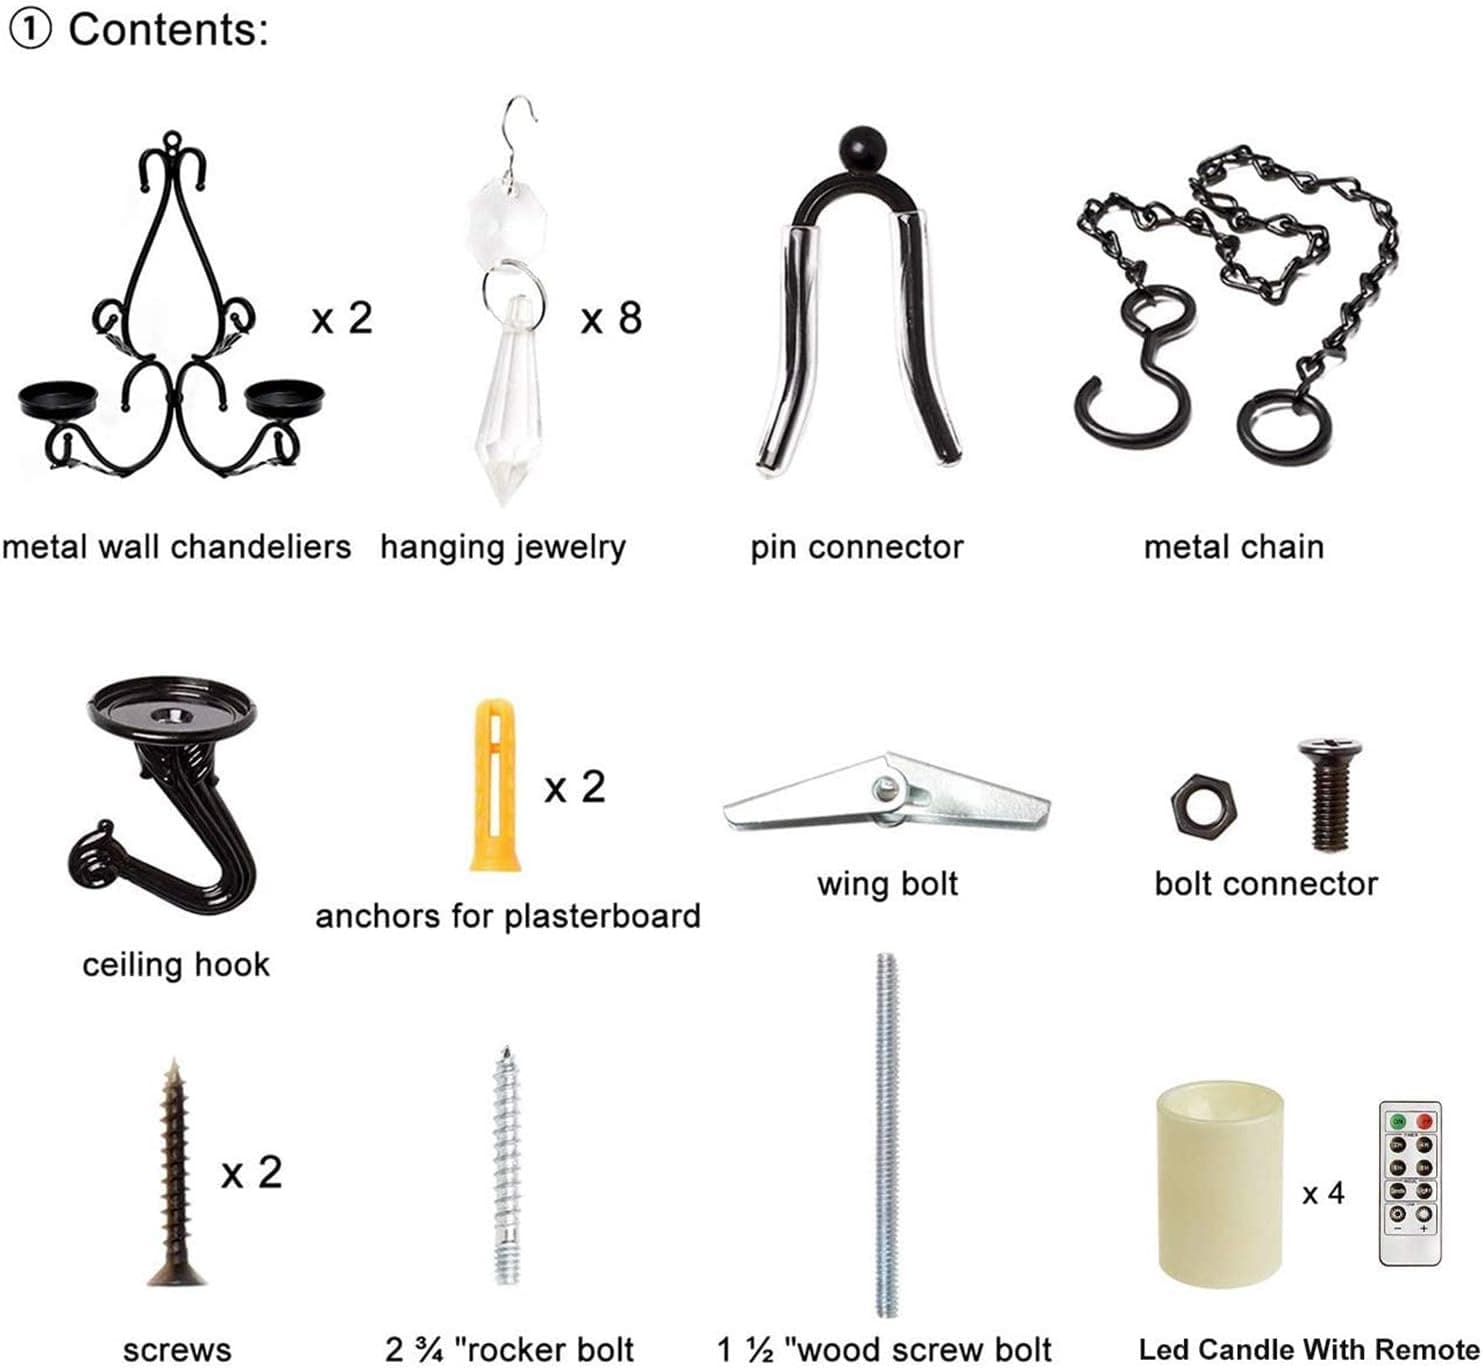 ① Contents:
x 2
x 8
metal wall chandeliers
hanging jewelry
pin connector
metal chain
x 2
wing bolt
bolt connector
anchors for plasterboard
ceiling hook
x 2
x 4
ON
TIMER
− +
screws
2 ¾ "rocker bolt
1 ½ "wood screw bolt
Led Candle With Remote